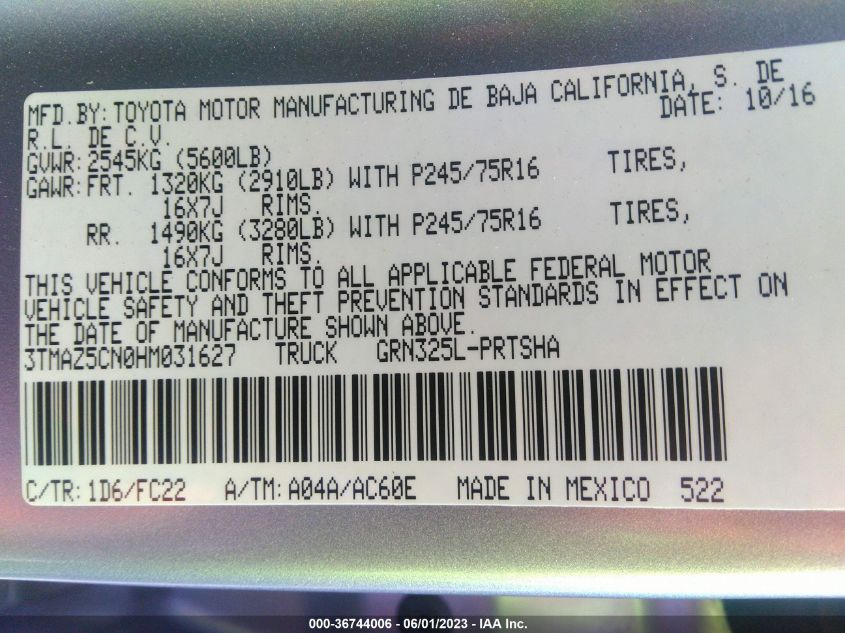 MFD.BY:TOYOTA MOTOR MANUFACTURING DE BAJA CALIFORNIA, S. DE
R.L. DE C.V. DATE: 10/16
GVWR:2545KG (5600LB)
GAWR:FRT. 1320KG (2910LB) WITH P245/75R16 TIRES,
16X7J RIMS.
RR. 1490KG (3280LB) WITH P245/75R16 TIRES,
16X7J RIMS.
THIS VEHICLE CONFORMS TO ALL APPLICABLE FEDERAL MOTOR
VEHICLE SAFETY AND THEFT PREVENTION STANDARDS IN EFFECT ON
THE DATE OF MANUFACTURE SHOWN ABOVE.
3TMAZ5CN0HM031627 TRUCK GRN325L-PRTSHA
C/TR:1D6/FC22 A/TM:A04A/AC60E MADE IN MEXICO 522
000-36744006 - 06/01/2023 - IAA Inc.